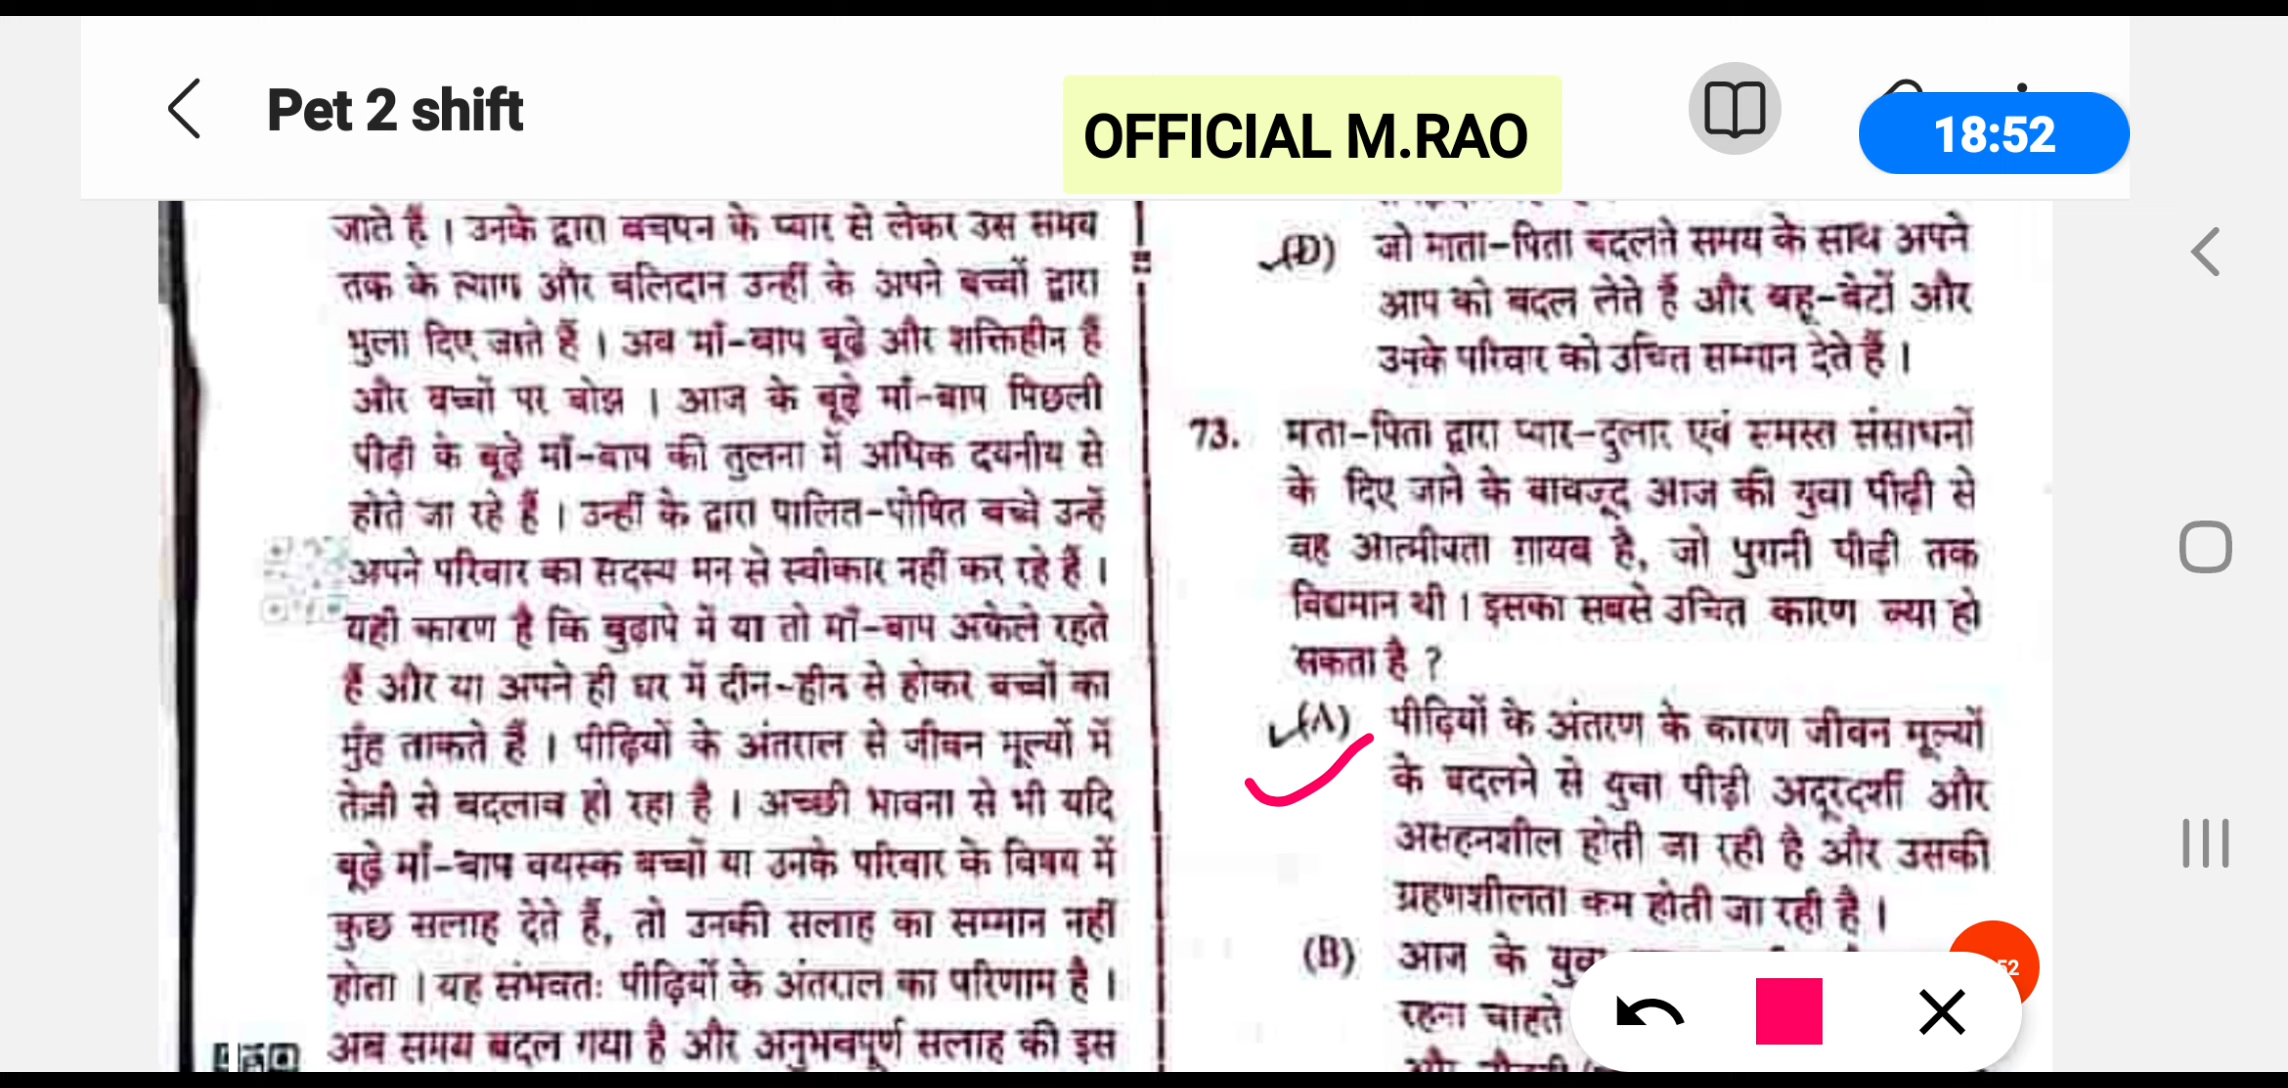 Pet 2 shift
OFFICIAL M.RAO
18:52
जाते हैं । उनके द्वारा बचपन के प्यार से लेकर उस समय
तक के त्याग और बलिदान उन्हीं के अपने बच्चों द्वारा
भुला दिए जाते हैं । अब माँ-बाप बूढ़े और शक्तिहीन हैं
और बच्चों पर बोझ । आज के बूढ़े माँ-बाप पिछली
पीढ़ी के बूढ़े माँ-बाप की तुलना में अधिक दयनीय से
होते जा रहे हैं । उन्हीं के द्वारा पालित-पोषित बच्चे उन्हें
अपने परिवार का सदस्य मन से स्वीकार नहीं कर रहे हैं ।
यही कारण है कि बुढ़ापे में या तो माँ-बाप अकेले रहते
हैं और या अपने ही घर में दीन-हीन से होकर बच्चों का
मुँह ताकते हैं । पीढ़ियों के अंतराल से जीवन मूल्यों में
तेज़ी से बदलाव हो रहा है । अच्छी भावना से भी यदि
बूढ़े माँ-बाप वयस्क बच्चों या उनके परिवार के विषय में
कुछ सलाह देते हैं, तो उनकी सलाह का सम्मान नहीं
होता । यह संभवतः पीढ़ियों के अंतराल का परिणाम है ।
अब समय बदल गया है और अनुभवपूर्ण सलाह की इस
(D) जो माता-पिता बदलते समय के साथ अपने
आप को बदल लेते हैं और बहू-बेटों और
उनके परिवार को उचित सम्मान देते हैं ।
73. माता-पिता द्वारा प्यार-दुलार एवं समस्त संसाधनों
के दिए जाने के बावजूद आज की युवा पीढ़ी से
वह आत्मीयता ग़ायब है, जो पुरानी पीढ़ी तक
विद्यमान थी । इसका सबसे उचित कारण क्या हो
सकता है ?
(A) पीढ़ियों के अंतरण के कारण जीवन मूल्यों
के बदलने से युवा पीढ़ी अदूरदर्शी और
असहनशील होती जा रही है और उसकी
ग्रहणशीलता कम होती जा रही है ।
(B) आज के युवा
रहना चाहते
52